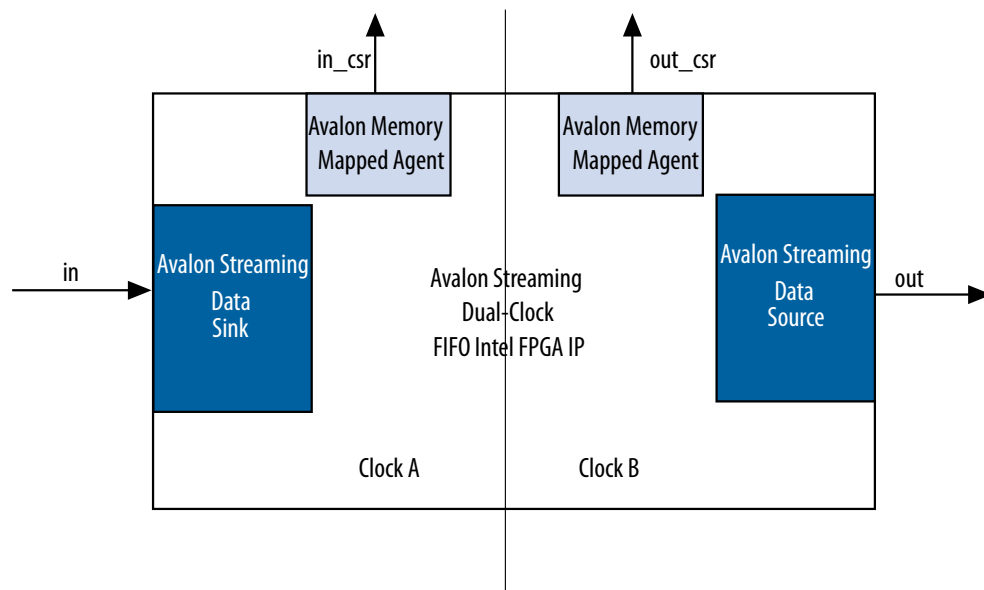 in_csr
out_csr
Avalon Memory
Mapped Agent
Avalon Memory
Mapped Agent
in
Avalon Streaming
Data
Sink
Avalon Streaming
Dual-Clock
FIFO Intel FPGA IP
Avalon Streaming
Data
Source
out
Clock A
Clock B